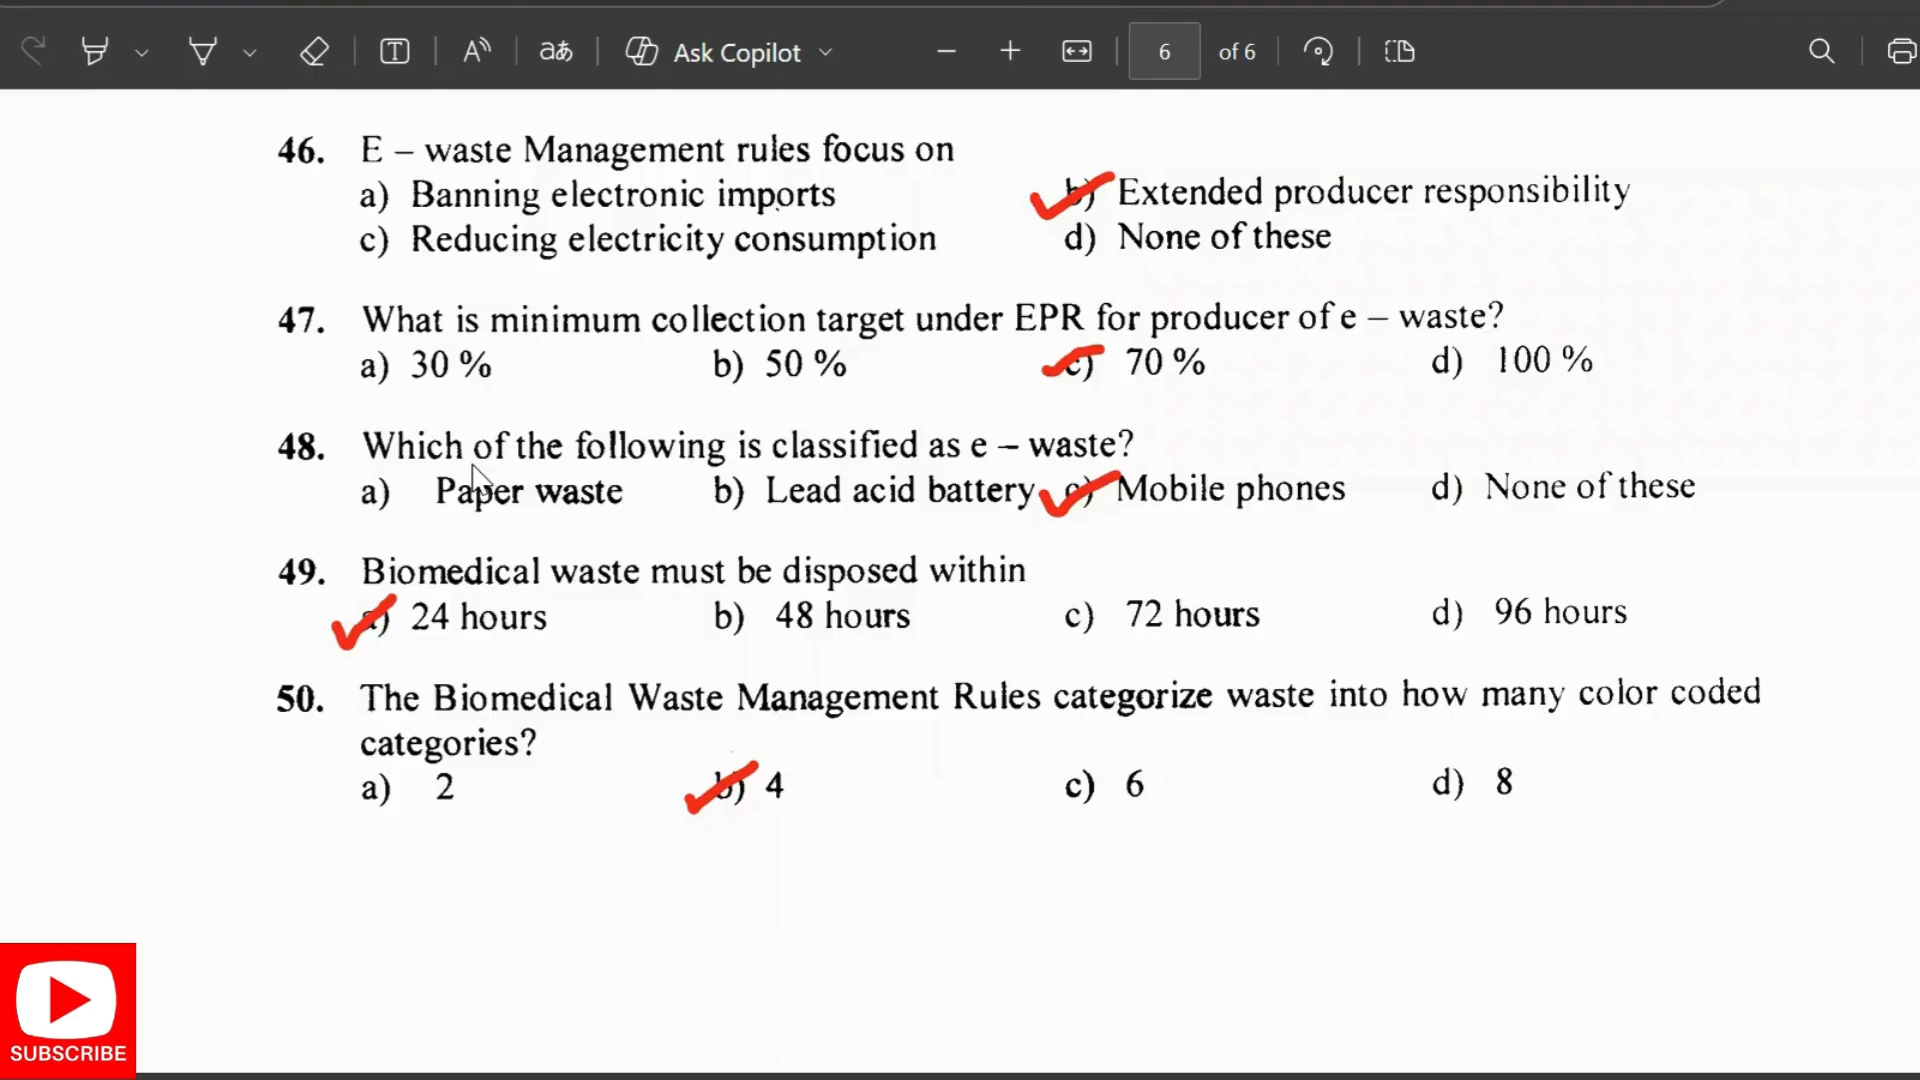 Ask Copilot
6 of 6
46. E – waste Management rules focus on
a) Banning electronic imports b) Extended producer responsibility
c) Reducing electricity consumption d) None of these
47. What is minimum collection target under EPR for producer of e – waste?
a) 30 % b) 50 % c) 70 % d) 100 %
48. Which of the following is classified as e – waste?
a) Paper waste b) Lead acid battery c) Mobile phones d) None of these
49. Biomedical waste must be disposed within
a) 24 hours b) 48 hours c) 72 hours d) 96 hours
50. The Biomedical Waste Management Rules categorize waste into how many color coded
categories?
a) 2 b) 4 c) 6 d) 8
SUBSCRIBE